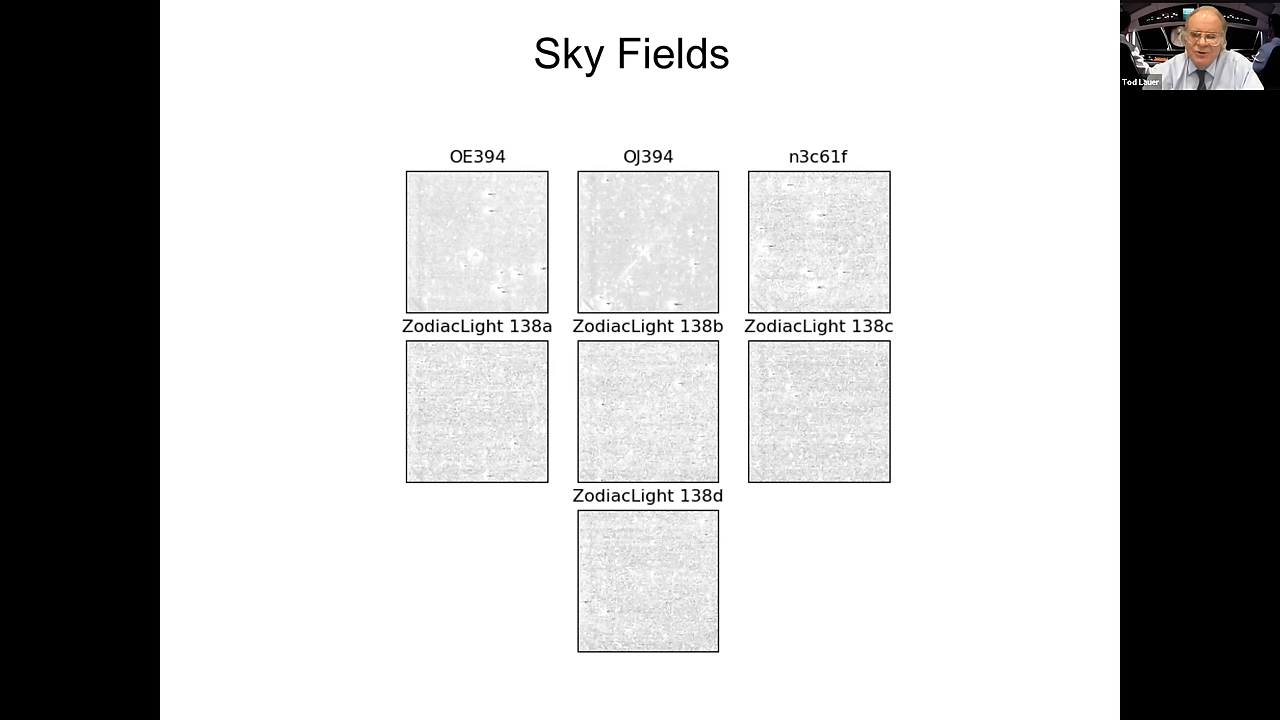 Sky Fields
Tod Lauer
OE394
OJ394
n3c61f
ZodiacLight 138a
ZodiacLight 138b
ZodiacLight 138c
ZodiacLight 138d